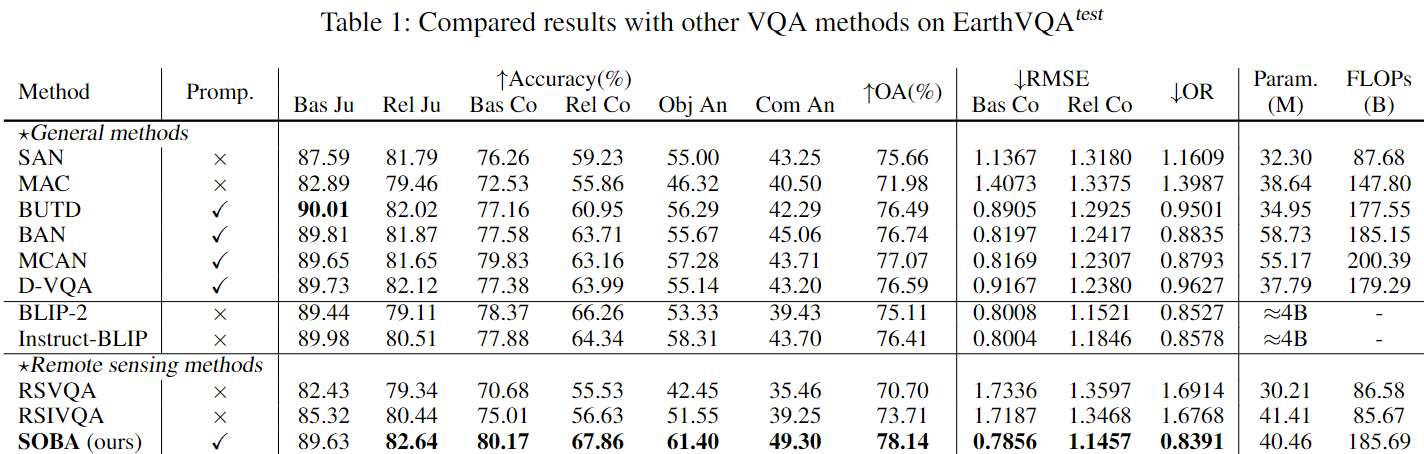 Table 1: Compared results with other VQA methods on EarthVQA^test
Method Promp. ↑Accuracy(%) ↑OA(%) ↓RMSE ↓OR Param. (M) FLOPs (B)
Bas Ju Rel Ju Bas Co Rel Co Obj An Com An Bas Co Rel Co
⋆General methods
SAN × 87.59 81.79 76.26 59.23 55.00 43.25 75.66 1.1367 1.3180 1.1609 32.30 87.68
MAC × 82.89 79.46 72.53 55.86 46.32 40.50 71.98 1.4073 1.3375 1.3987 38.64 147.80
BUTD ✓ 90.01 82.02 77.16 60.95 56.29 42.29 76.49 0.8905 1.2925 0.9501 34.95 177.55
BAN ✓ 89.81 81.87 77.58 63.71 55.67 45.06 76.74 0.8197 1.2417 0.8835 58.73 185.15
MCAN ✓ 89.65 81.65 79.83 63.16 57.28 43.71 77.07 0.8169 1.2307 0.8793 55.17 200.39
D-VQA ✓ 89.73 82.12 77.38 63.99 55.14 43.20 76.59 0.9167 1.2380 0.9627 37.79 179.29
BLIP-2 × 89.44 79.11 78.37 66.26 53.33 39.43 75.11 0.8008 1.1521 0.8527 ≈4B -
Instruct-BLIP × 89.98 80.51 77.88 64.34 58.31 43.70 76.41 0.8004 1.1846 0.8578 ≈4B -
⋆Remote sensing methods
RSVQA × 82.43 79.34 70.68 55.53 42.45 35.46 70.70 1.7336 1.3597 1.6914 30.21 86.58
RSIVQA × 85.32 80.44 75.01 56.63 51.55 39.25 73.71 1.7187 1.3468 1.6768 41.41 85.67
SOBA (ours) ✓ 89.63 82.64 80.17 67.86 61.40 49.30 78.14 0.7856 1.1457 0.8391 40.46 185.69